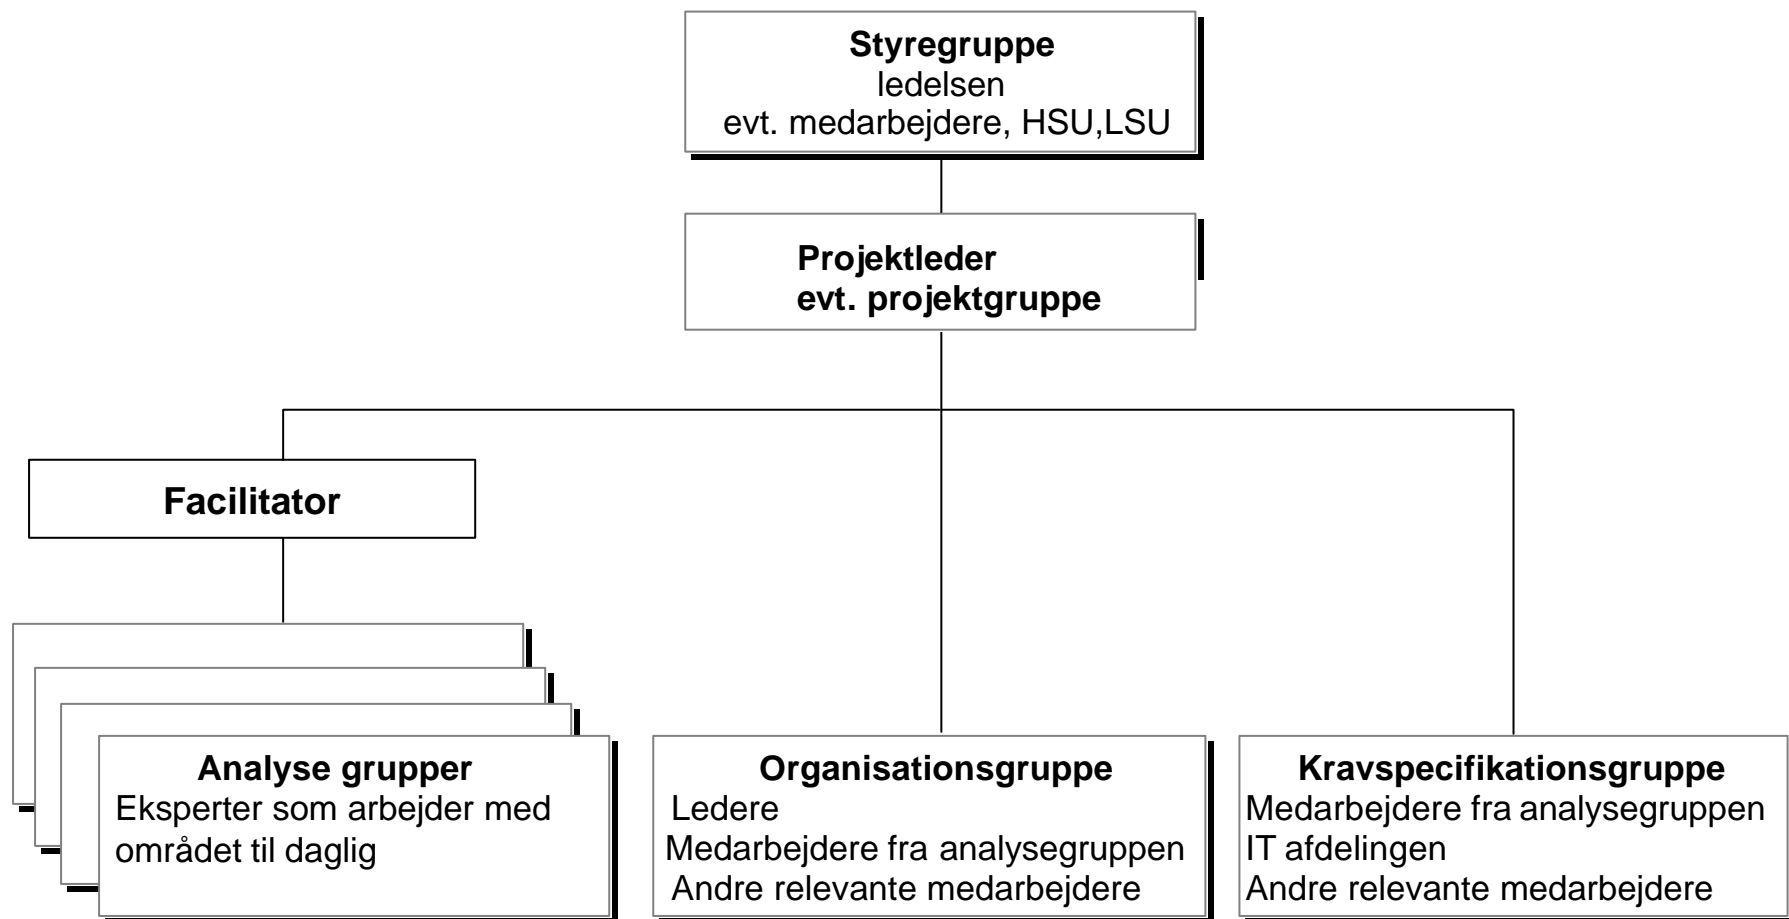 Styregruppe
ledelsen
evt. medarbejdere, HSU,LSU
Projektleder
evt. projektgruppe
Facilitator
Analyse grupper
Eksperter som arbejder med
området til daglig
Organisationsgruppe
Ledere
Medarbejdere fra analysegruppen
Andre relevante medarbejdere
Kravspecifikationsgruppe
Medarbejdere fra analysegruppen
IT afdelingen
Andre relevante medarbejdere